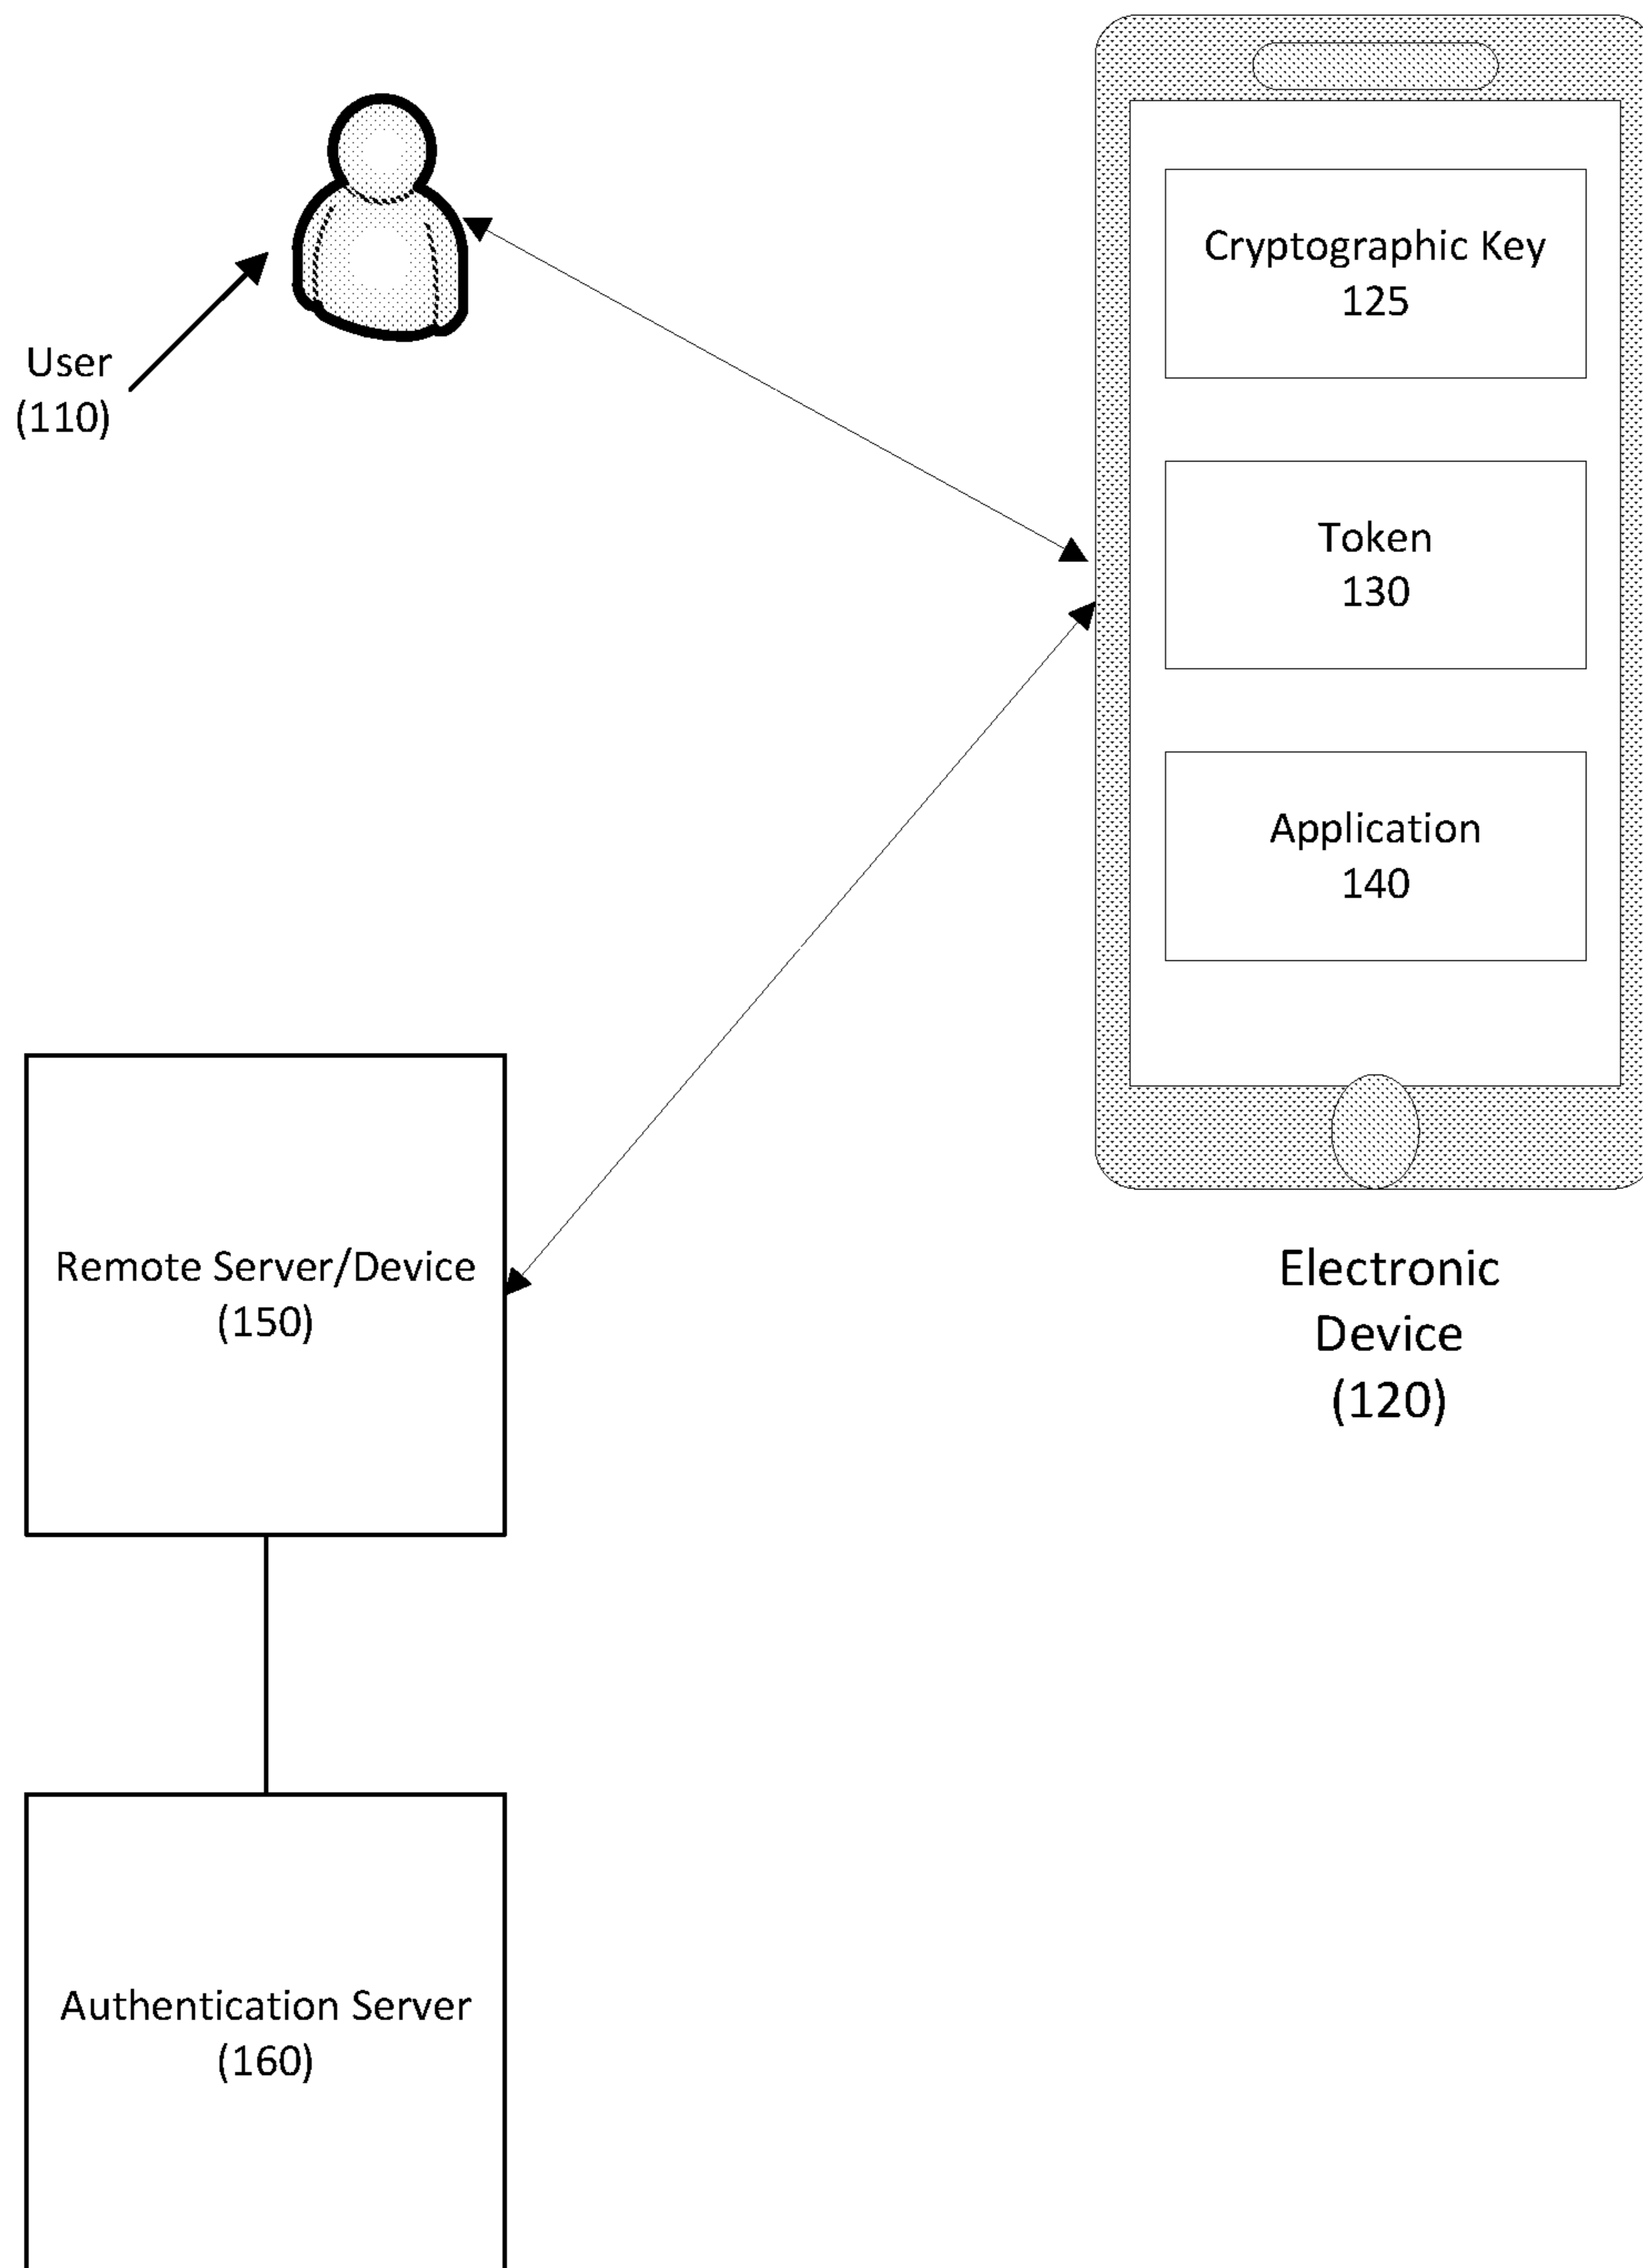 User
(110)
Cryptographic Key
125
Token
130
Application
140
Electronic
Device
(120)
Remote Server/Device
(150)
Authentication Server
(160)